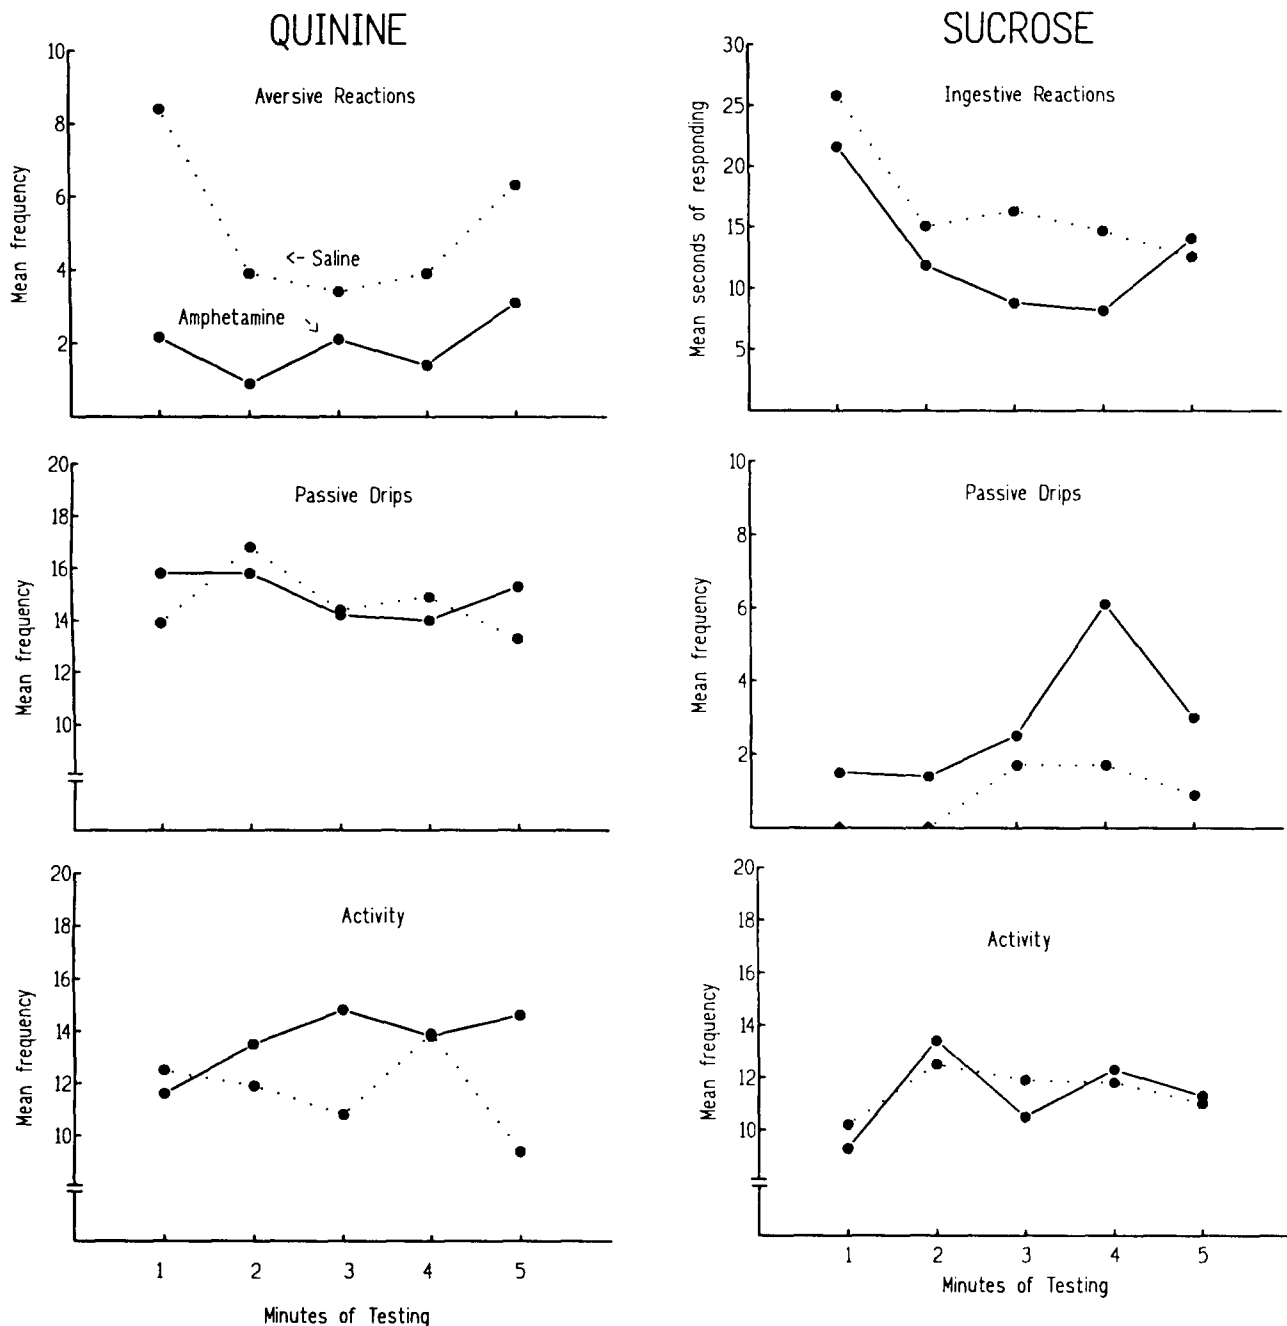 QUININE
10
Aversive Reactions
8
6
<- Saline
4
Amphetamine
2
Mean frequency
20
Passive Drips
18
16
14
12
10
Mean frequency
20
Activity
18
16
14
12
10
Mean frequency
1 2 3 4 5
Minutes of Testing
SUCROSE
30
Ingestive Reactions
25
20
15
10
5
Mean seconds of responding
10
Passive Drips
8
6
4
2
Mean frequency
20
18
Activity
16
14
12
10
Mean frequency
1 2 3 4 5
Minutes of Testing